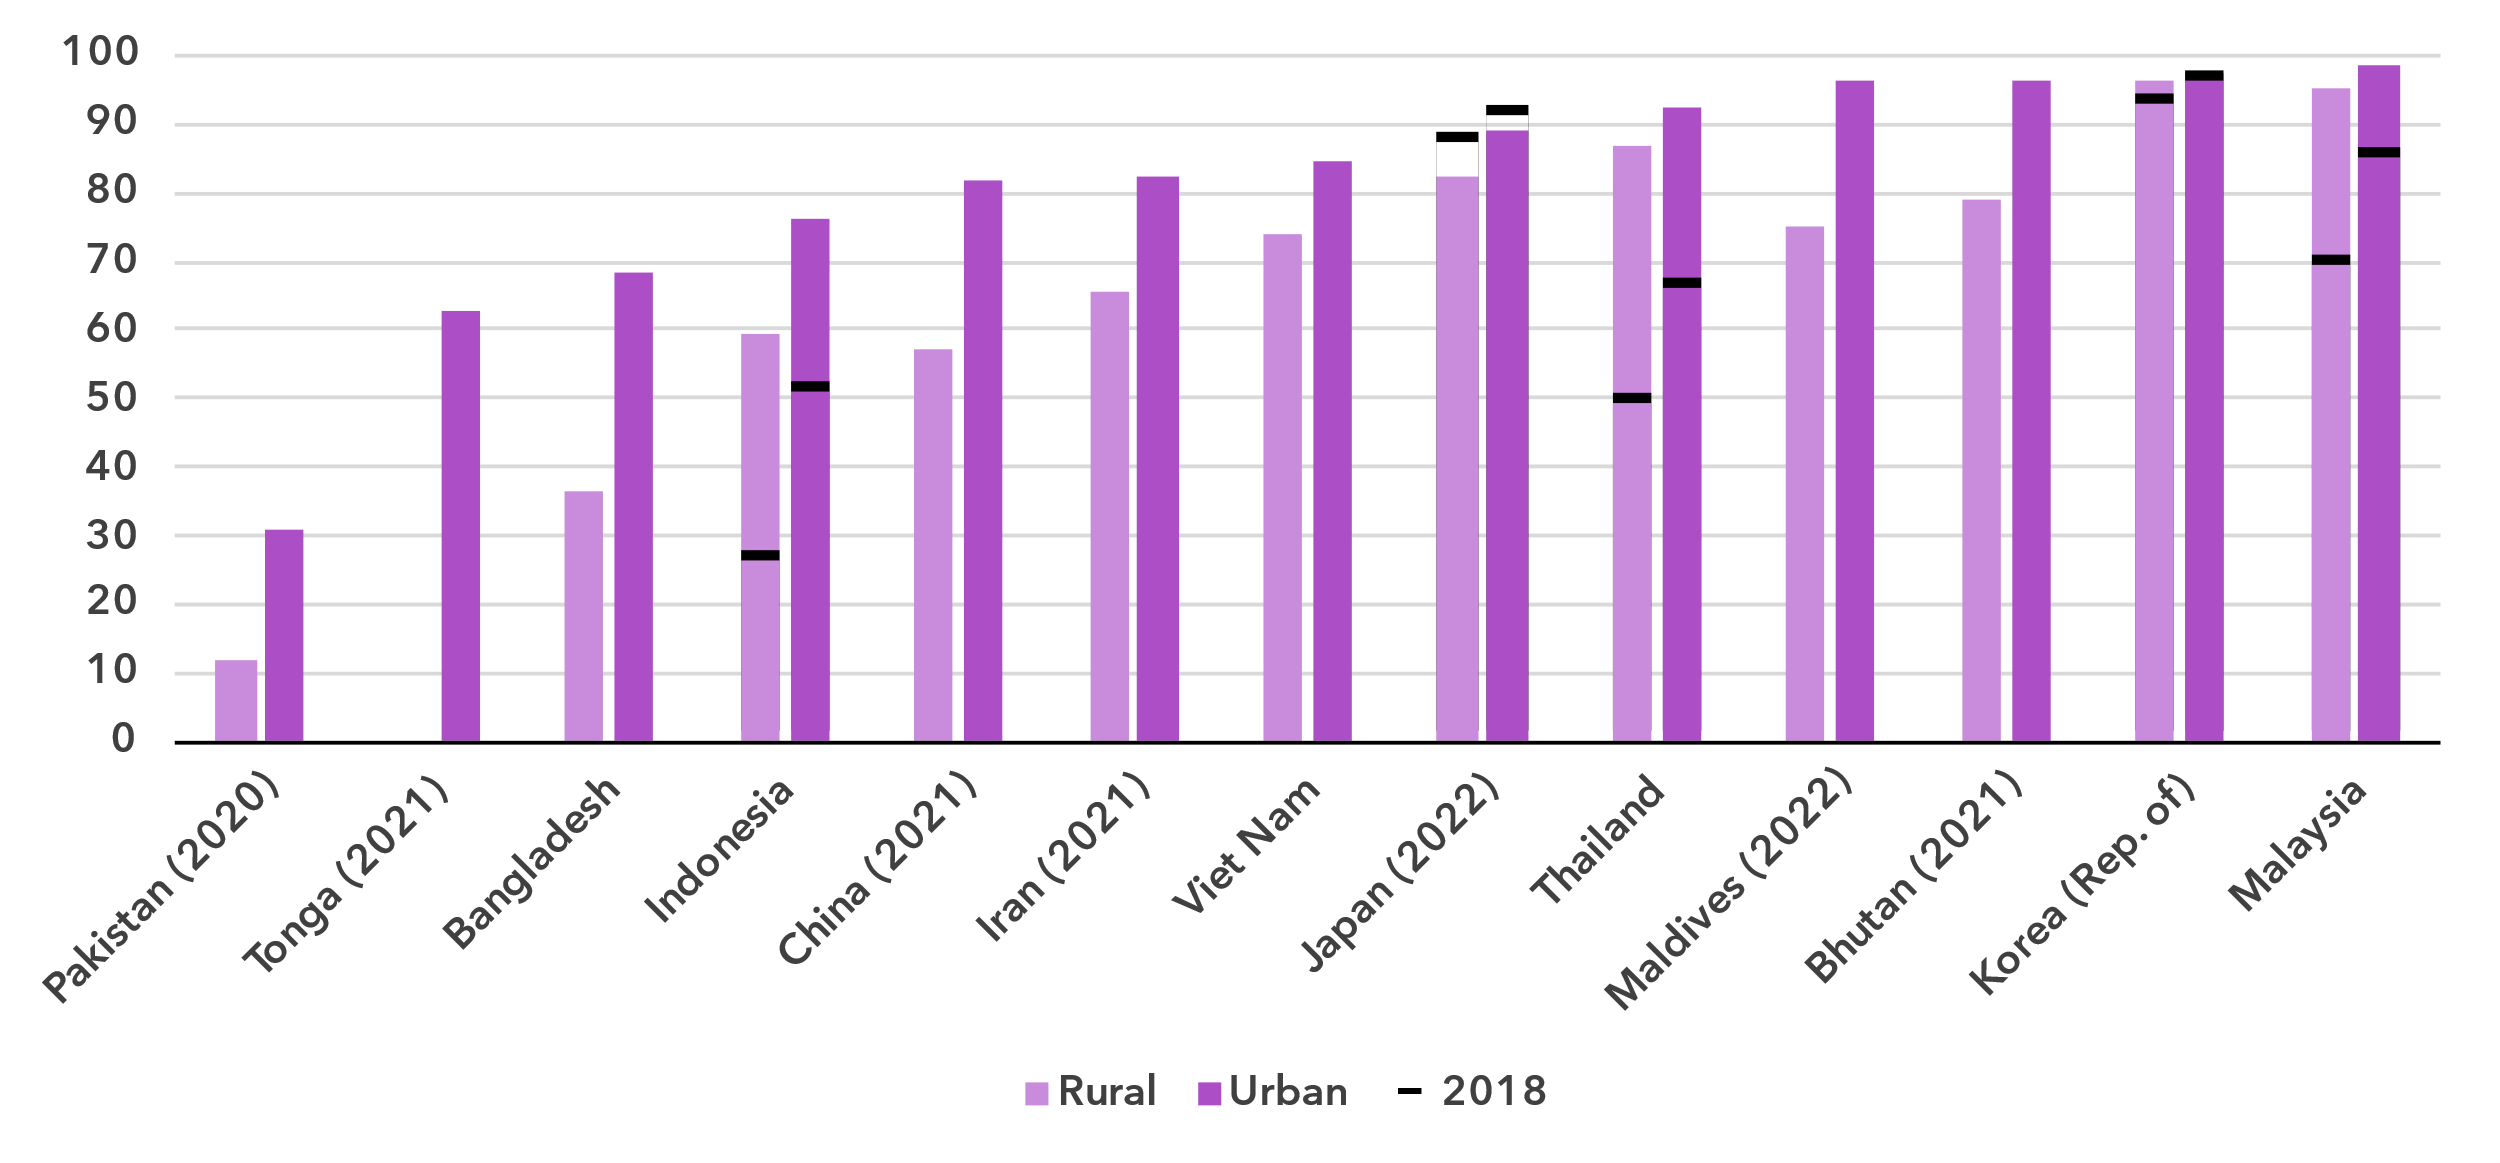 100
90
80
70
60
50
40
30
20
10
0
Pakistan (2020)
Tonga (2021)
Bangladesh
Indonesia
China (2021)
Iran (2021)
Viet Nam
Japan (2022)
Thailand
Maldives (2022)
Bhutan (2021)
Korea (Rep. of)
Malaysia
Rural Urban 2018